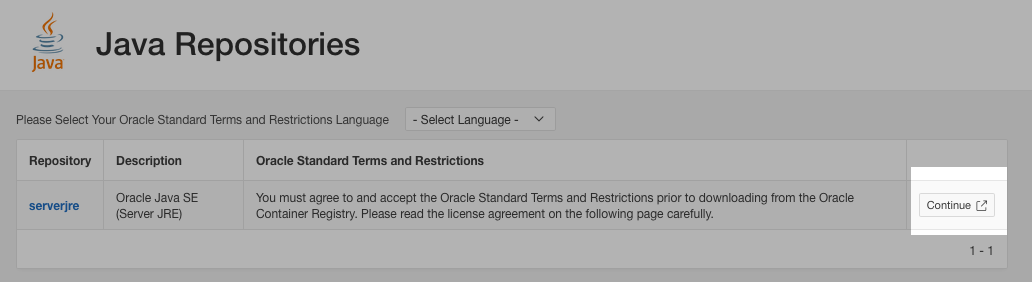 Java
Java Repositories
Please Select Your Oracle Standard Terms and Restrictions Language
- Select Language -
Repository
Description
Oracle Standard Terms and Restrictions
serverjre
Oracle Java SE
(Server JRE)
You must agree to and accept the Oracle Standard Terms and Restrictions prior to downloading from the Oracle
Container Registry. Please read the license agreement on the following page carefully.
Continue
1 - 1